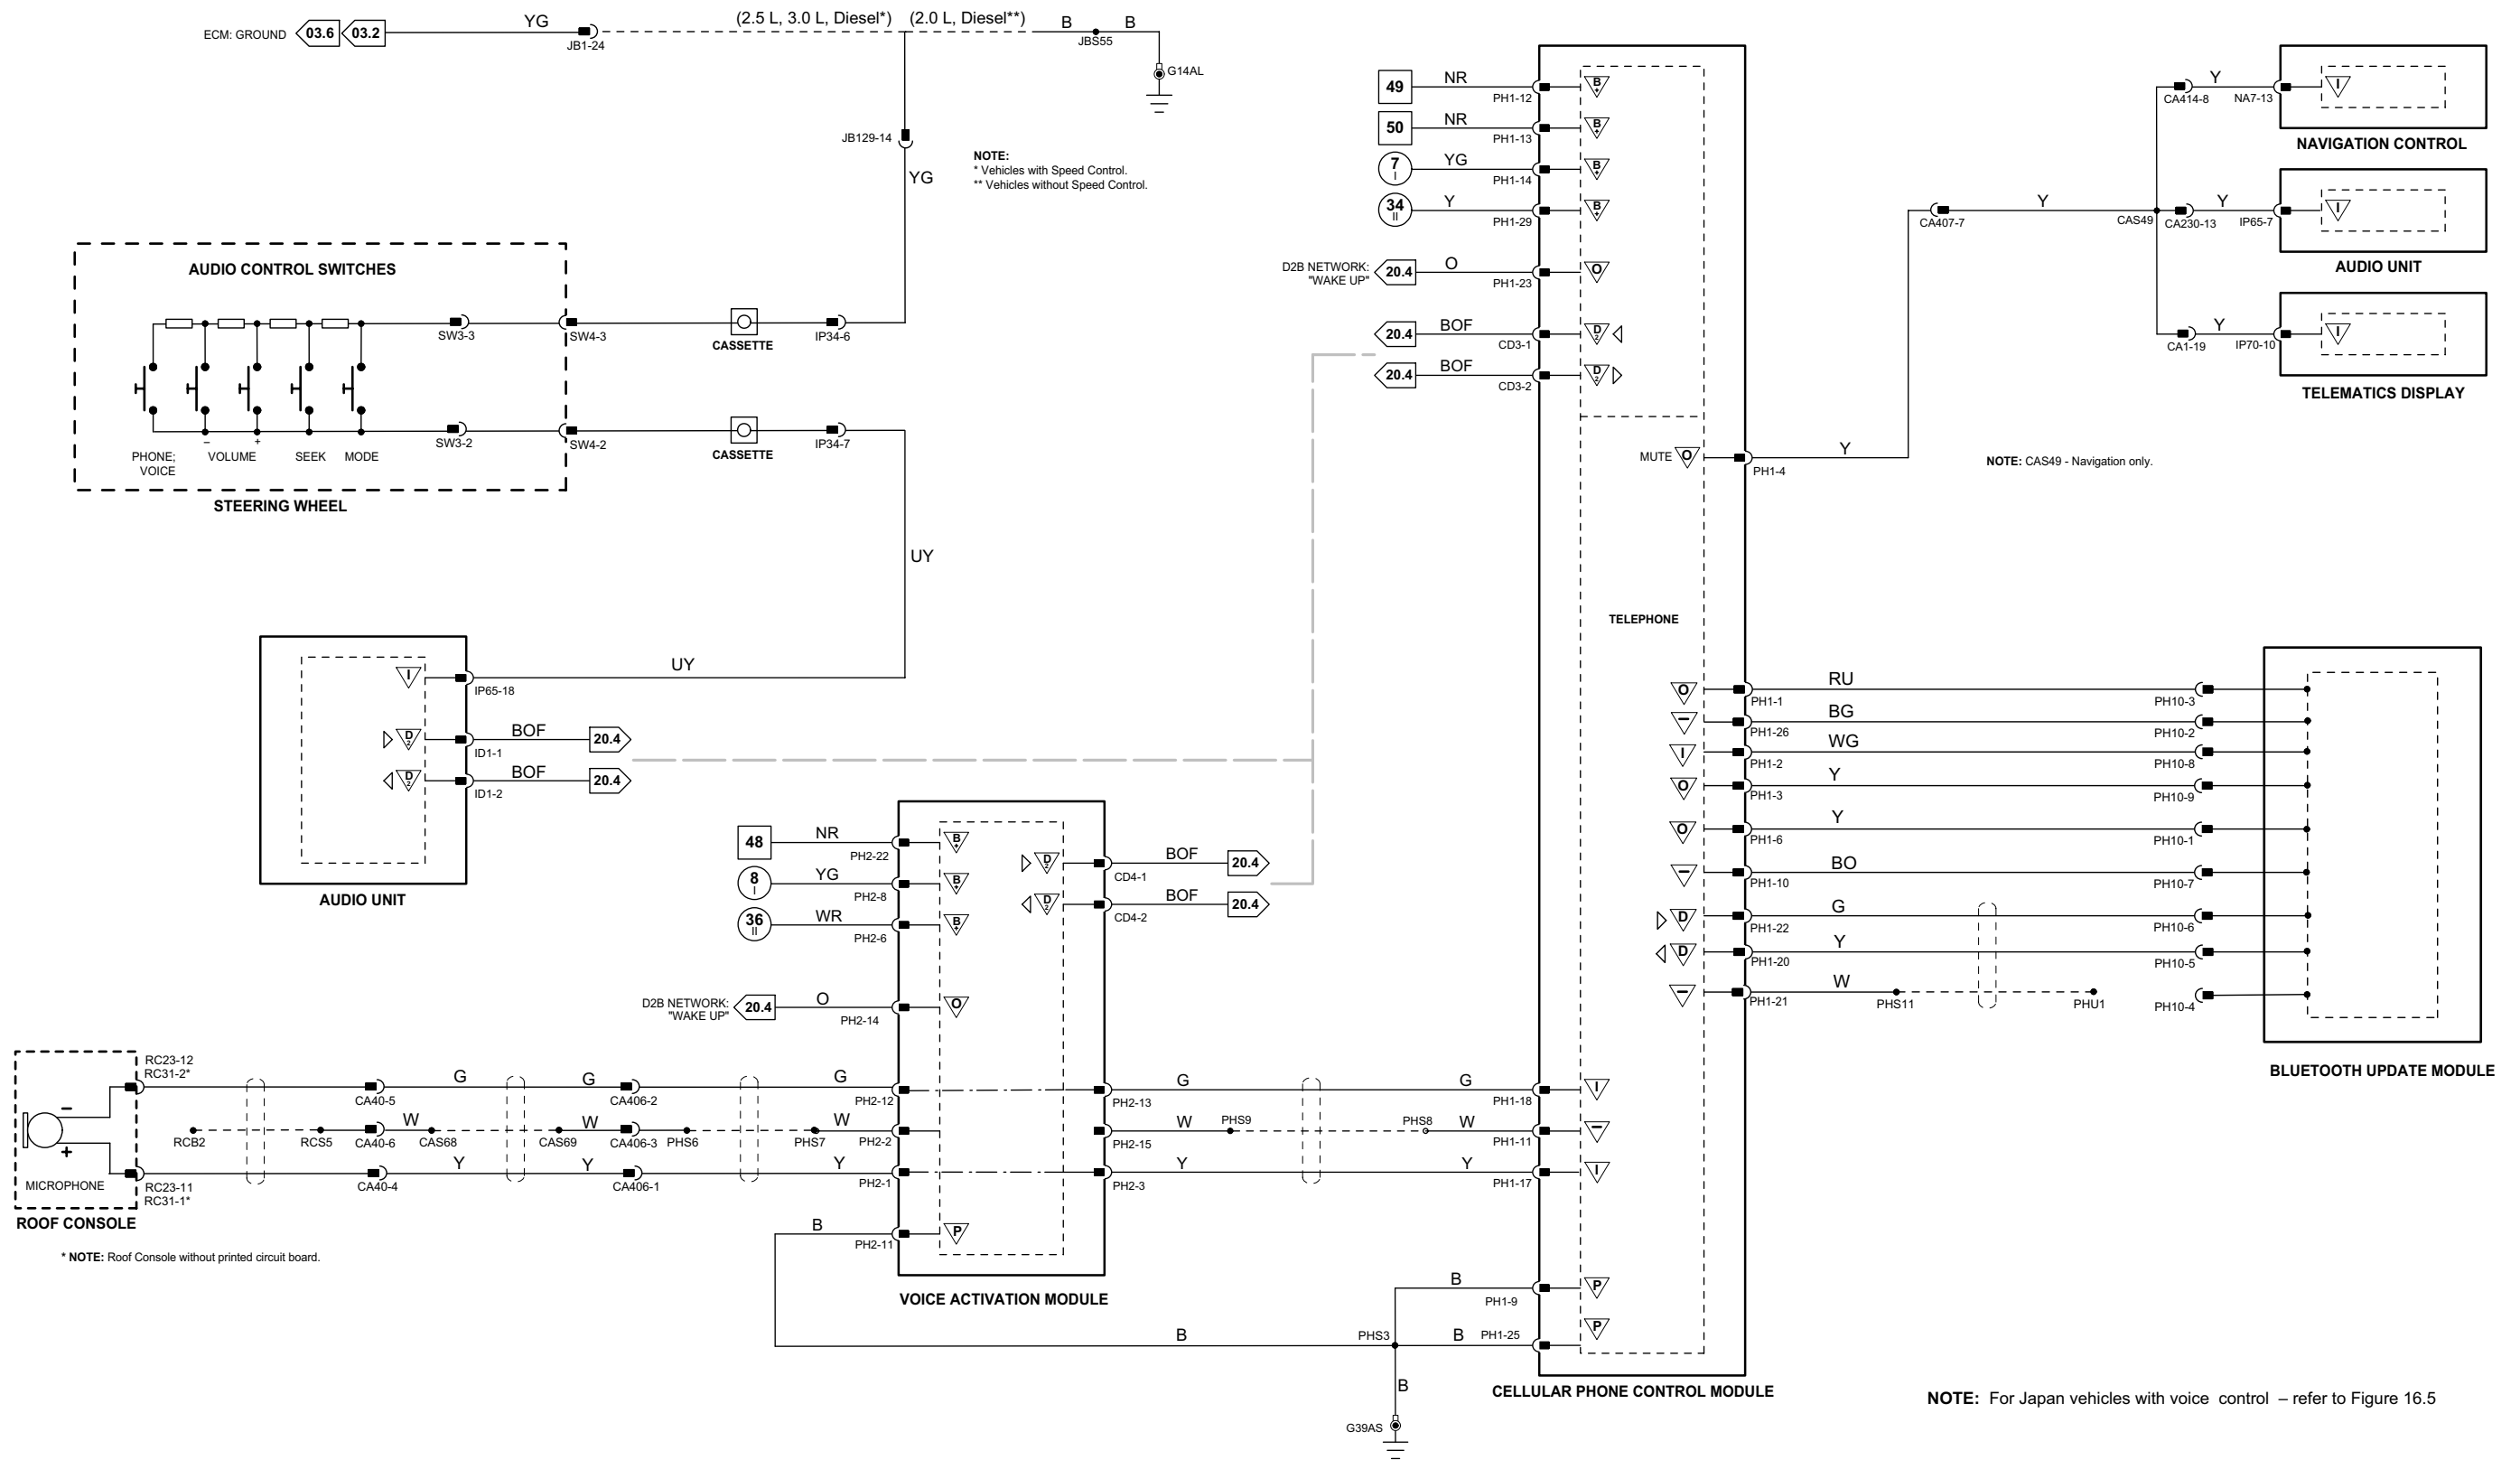 ECM: GROUND 03.6 03.2 YG JB1-24 (2.5 L, 3.0 L, Diesel*) (2.0 L, Diesel**) B JBS55 B
G14AL
JB129-14
YG
NOTE:
* Vehicles with Speed Control.
** Vehicles without Speed Control.
AUDIO CONTROL SWITCHES
SW3-3 SW4-3 CASSETTE IP34-6
SW3-2 SW4-2 CASSETTE IP34-7
– +
PHONE; VOLUME SEEK MODE
VOICE
STEERING WHEEL
UY
UY
I IP65-18
D2 ID1-1 BOF 20.4
D2 ID1-2 BOF 20.4
AUDIO UNIT
48 NR PH2-22 B+
8 I YG PH2-8 B+
36 II WR PH2-6 B+
D2 CD4-1 BOF 20.4
D2 CD4-2 BOF 20.4
D2B NETWORK:
"WAKE UP" 20.4 O PH2-14 O
RC23-12
RC31-2*
G CA40-5 G CA406-2 G PH2-12
RCB2 RCS5 CA40-6 W CAS68 CAS69 W CA406-3 PHS6 PHS7 W PH2-2
– +
MICROPHONE
RC23-11
RC31-1*
CA40-4 Y Y CA406-1 Y PH2-1
ROOF CONSOLE
* NOTE: Roof Console without printed circuit board.
B PH2-11 P
VOICE ACTIVATION MODULE
PH2-13 G G PH1-18 I
PH2-15 W PHS9 PHS8 W PH1-11 –
PH2-3 Y Y PH1-17 I
B PH1-9 P
B PHS3 B PH1-25 P
B
G39AS
49 NR PH1-12 B+
50 NR PH1-13 B+
7 I YG PH1-14 B+
34 II Y PH1-29 B+
D2B NETWORK:
"WAKE UP" 20.4 O PH1-23 O
20.4 BOF CD3-1 D2
20.4 BOF CD3-2 D2
MUTE O PH1-4 Y
TELEPHONE
CA407-7 Y CAS49
CA414-8 Y NA7-13 I
NAVIGATION CONTROL
CA230-13 Y IP65-7 I
AUDIO UNIT
CA1-19 Y IP70-10 I
TELEMATICS DISPLAY
NOTE: CAS49 - Navigation only.
O PH1-1 RU PH10-3
– PH1-26 BG PH10-2
I PH1-2 WG PH10-8
O PH1-3 Y PH10-9
O PH1-6 Y PH10-1
– PH1-10 BO PH10-7
D PH1-22 G PH10-6
D PH1-20 Y PH10-5
– PH1-21 W PHS11 PHU1 PH10-4
BLUETOOTH UPDATE MODULE
CELLULAR PHONE CONTROL MODULE
NOTE: For Japan vehicles with voice control – refer to Figure 16.5